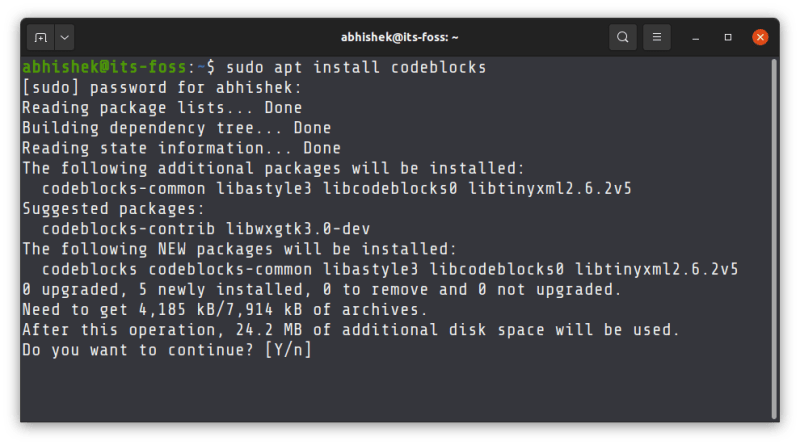 abhishek@its-foss: ~
abhishek@its-foss:~$ sudo apt install codeblocks
[sudo] password for abhishek:
Reading package lists... Done
Building dependency tree... Done
Reading state information... Done
The following additional packages will be installed:
  codeblocks-common libastyle3 libcodeblocks0 libtinyxml2.6.2v5
Suggested packages:
  codeblocks-contrib libwxgtk3.0-dev
The following NEW packages will be installed:
  codeblocks codeblocks-common libastyle3 libcodeblocks0 libtinyxml2.6.2v5
0 upgraded, 5 newly installed, 0 to remove and 0 not upgraded.
Need to get 4,185 kB/7,914 kB of archives.
After this operation, 24.2 MB of additional disk space will be used.
Do you want to continue? [Y/n]